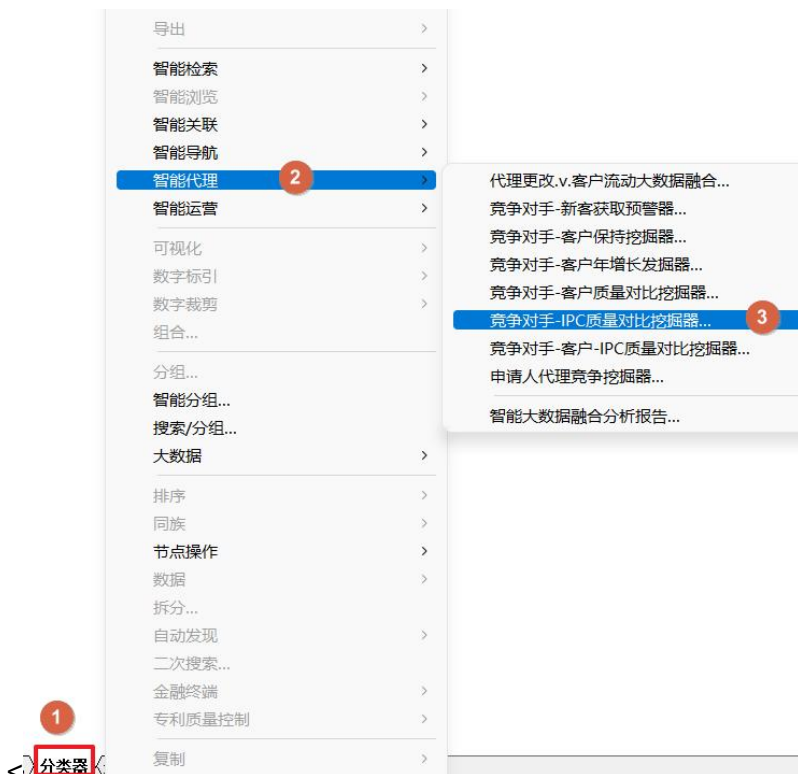 导出
智能检索
智能浏览
智能关联
智能导航
智能代理 2
智能运营
可视化
数字标引
数字裁剪
组合...
分组...
智能分组...
搜索/分组...
大数据
排序
同族
节点操作
数据
拆分...
自动发现
二次搜索...
金融终端
专利质量控制
复制
代理更改.v.客户流动大数据融合...
竞争对手-新客获取预警器...
竞争对手-客户保持挖掘器...
竞争对手-客户年增长发掘器...
竞争对手-客户质量对比挖掘器...
竞争对手-IPC质量对比挖掘器... 3
竞争对手-客户-IPC质量对比挖掘器...
申请人代理竞争挖掘器...
智能大数据融合分析报告...
1
分类器